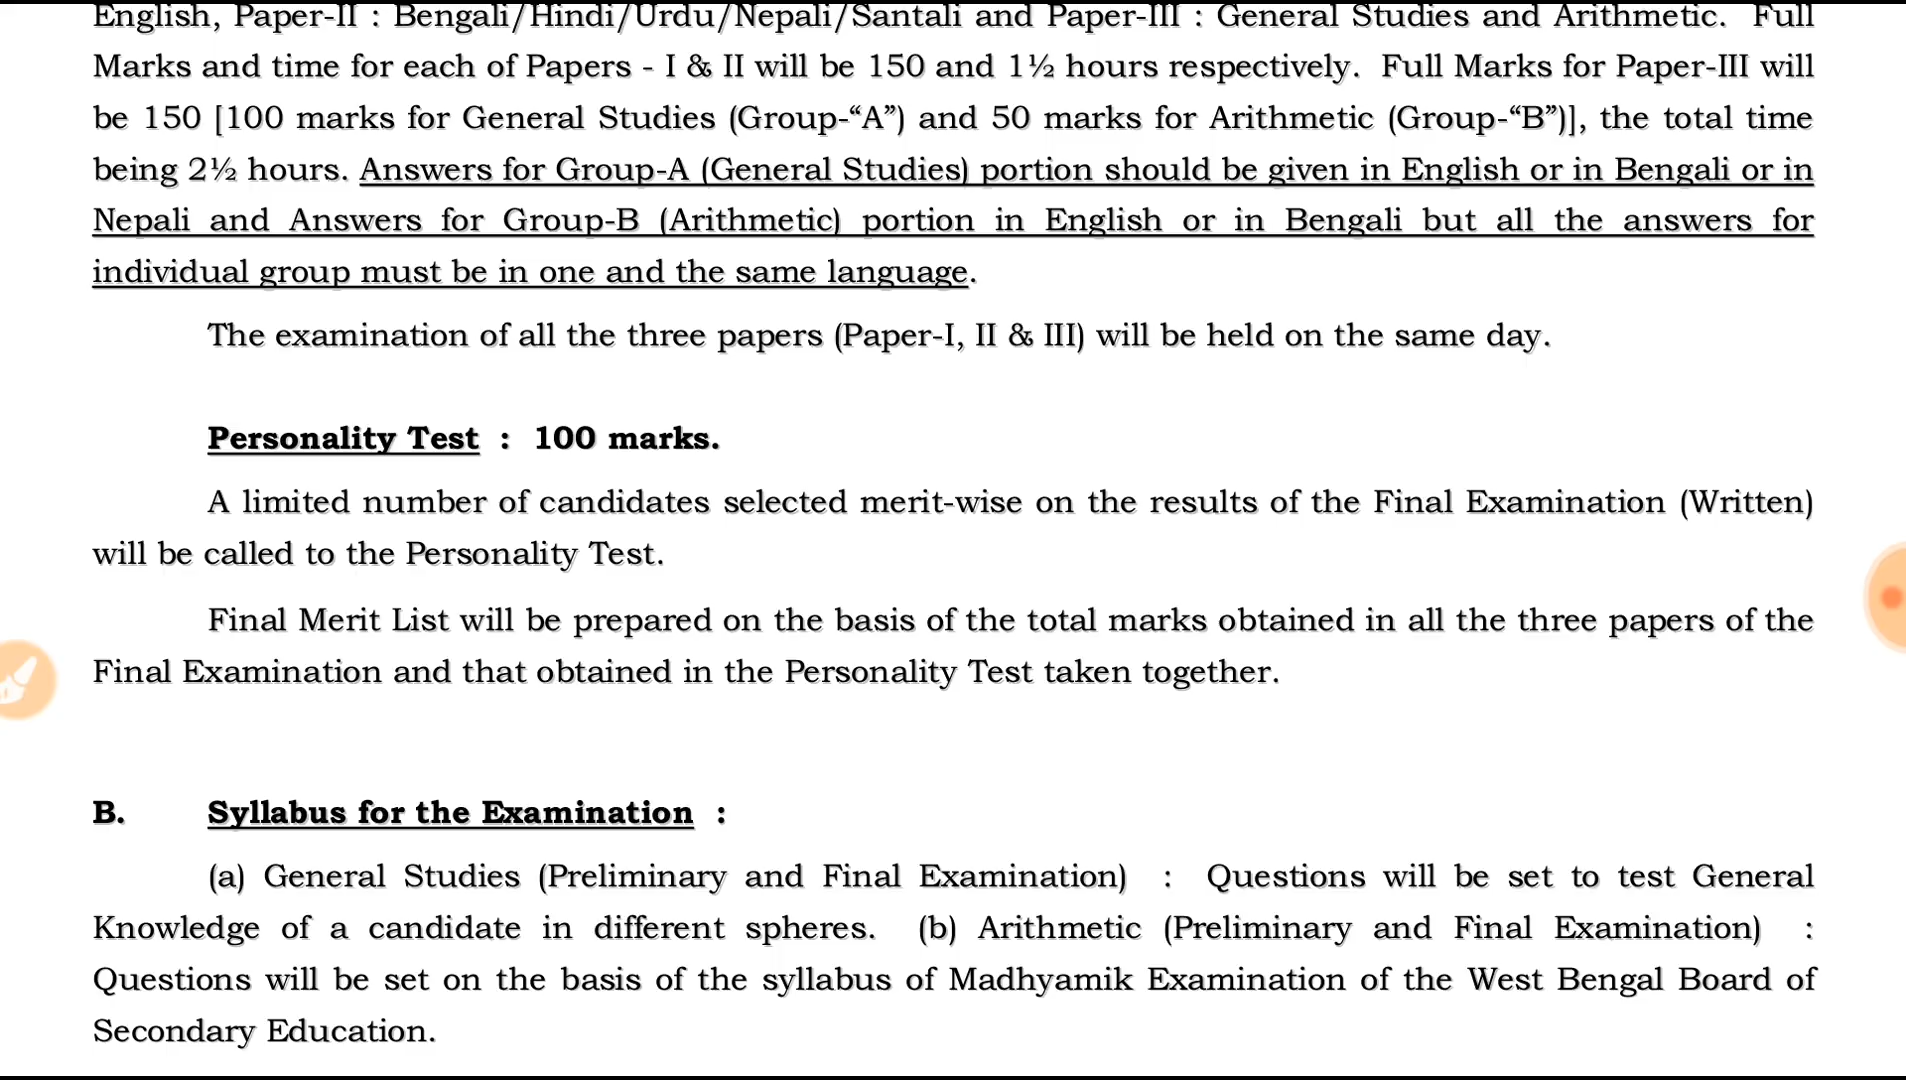 English, Paper-II : Bengali/Hindi/Urdu/Nepali/Santali and Paper-III : General Studies and Arithmetic. Full
Marks and time for each of Papers - I & II will be 150 and 1½ hours respectively. Full Marks for Paper-III will
be 150 [100 marks for General Studies (Group-“A”) and 50 marks for Arithmetic (Group-“B”)], the total time
being 2½ hours. Answers for Group-A (General Studies) portion should be given in English or in Bengali or in
Nepali and Answers for Group-B (Arithmetic) portion in English or in Bengali but all the answers for
individual group must be in one and the same language.
The examination of all the three papers (Paper-I, II & III) will be held on the same day.
Personality Test : 100 marks.
A limited number of candidates selected merit-wise on the results of the Final Examination (Written)
will be called to the Personality Test.
Final Merit List will be prepared on the basis of the total marks obtained in all the three papers of the
Final Examination and that obtained in the Personality Test taken together.
B. Syllabus for the Examination :
(a) General Studies (Preliminary and Final Examination) : Questions will be set to test General
Knowledge of a candidate in different spheres. (b) Arithmetic (Preliminary and Final Examination) :
Questions will be set on the basis of the syllabus of Madhyamik Examination of the West Bengal Board of
Secondary Education.